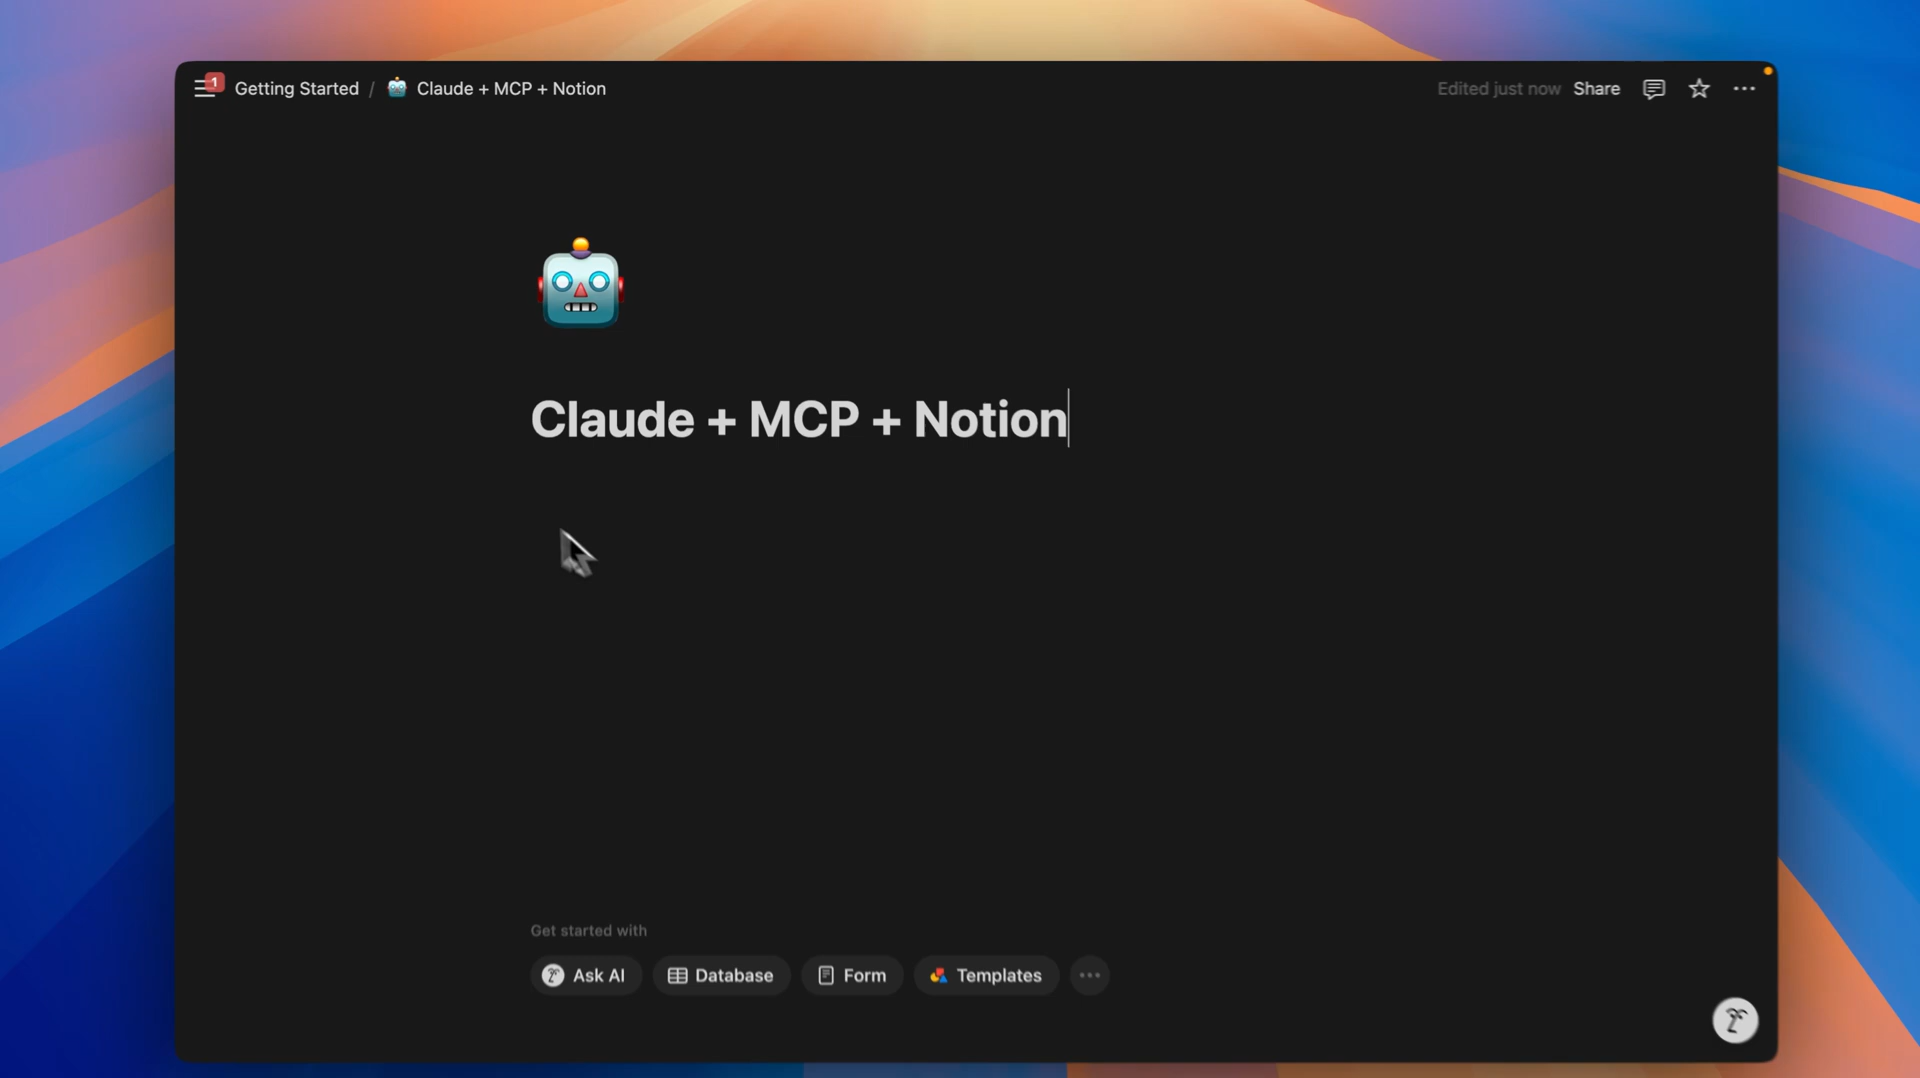 1
Getting Started / Claude + MCP + Notion
Edited just now Share
Claude + MCP + Notion
Get started with
Ask AI Database Form Templates